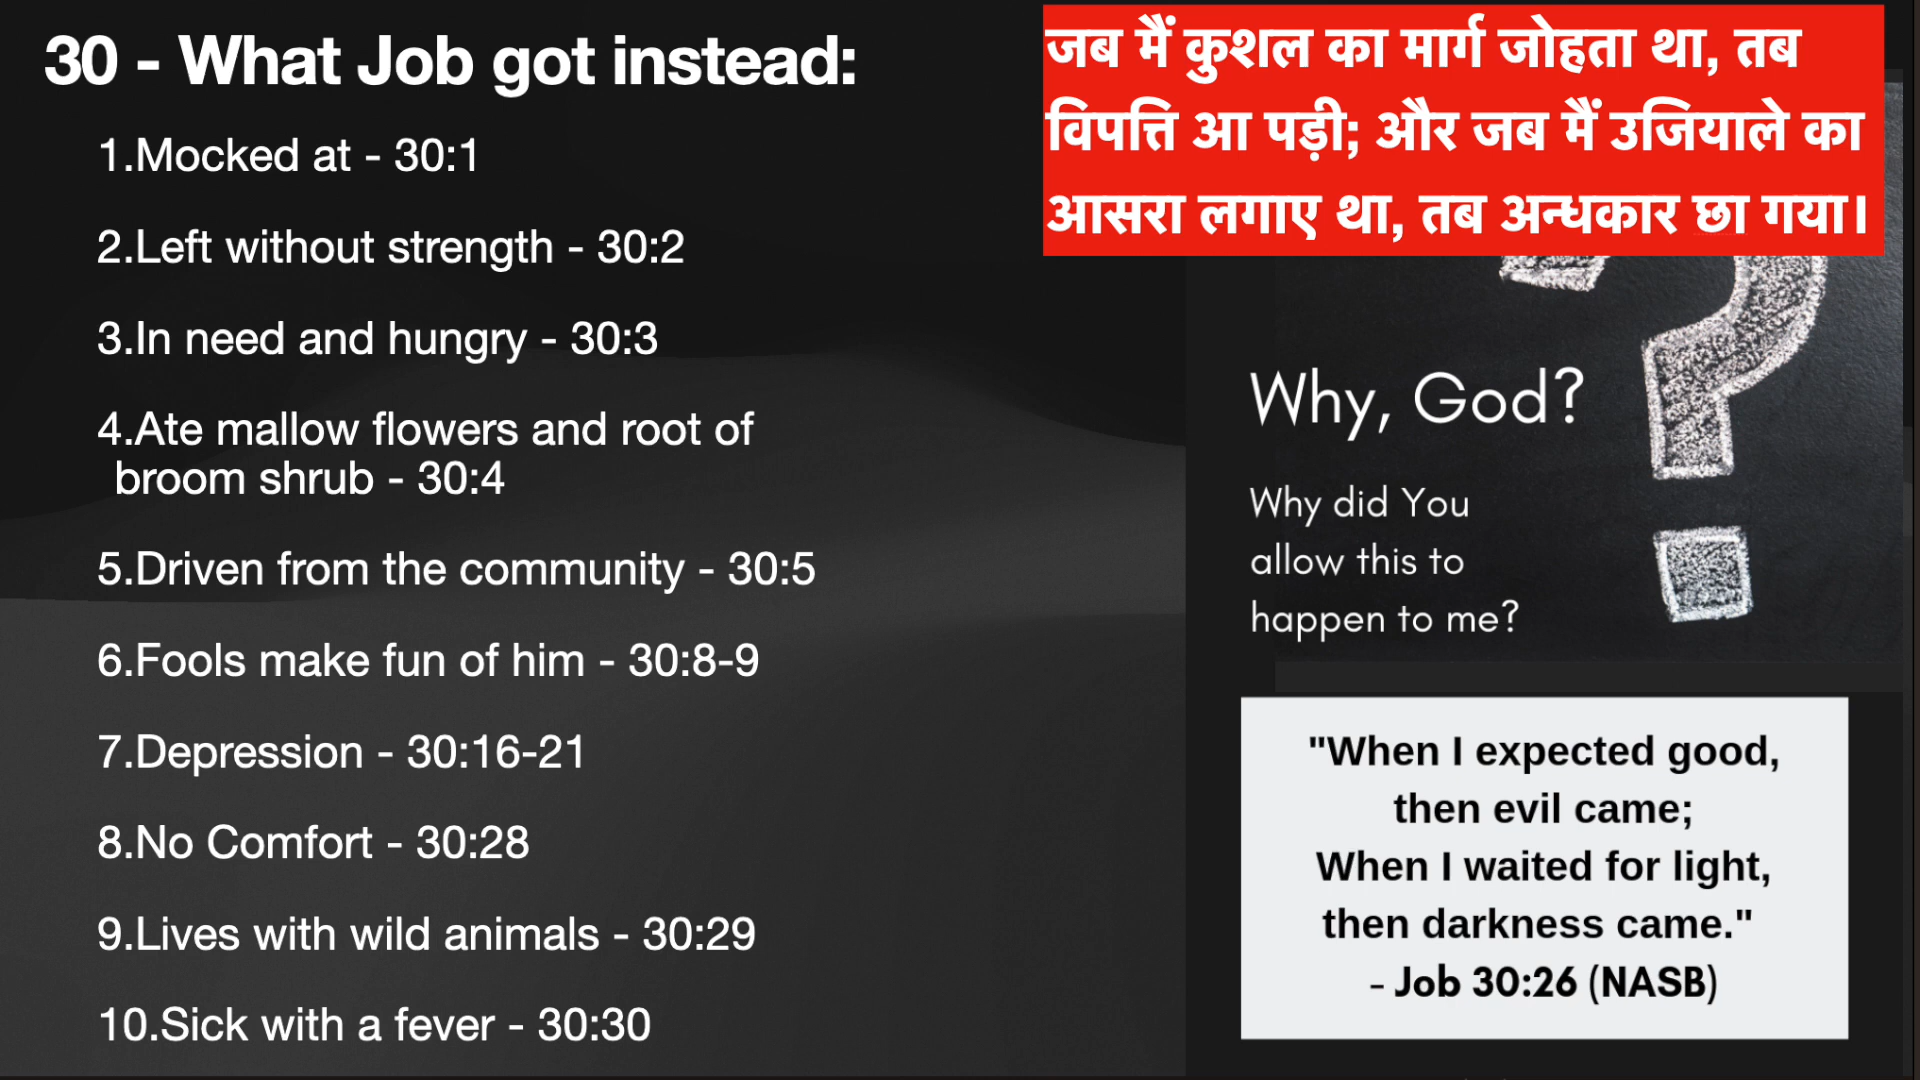 30 - What Job got instead:
1.Mocked at - 30:1
2.Left without strength - 30:2
3.In need and hungry - 30:3
4.Ate mallow flowers and root of
broom shrub - 30:4
5.Driven from the community - 30:5
6.Fools make fun of him - 30:8-9
7.Depression - 30:16-21
8.No Comfort - 30:28
9.Lives with wild animals - 30:29
10.Sick with a fever - 30:30
जब मैं कुशल का मार्ग जोहता था, तब
विपत्ति आ पड़ी; और जब मैं उजियाले का
आसरा लगाए था, तब अन्धकार छा गया।
Why, God?
Why did You
allow this to
happen to me?
"When I expected good,
then evil came;
When I waited for light,
then darkness came."
- Job 30:26 (NASB)